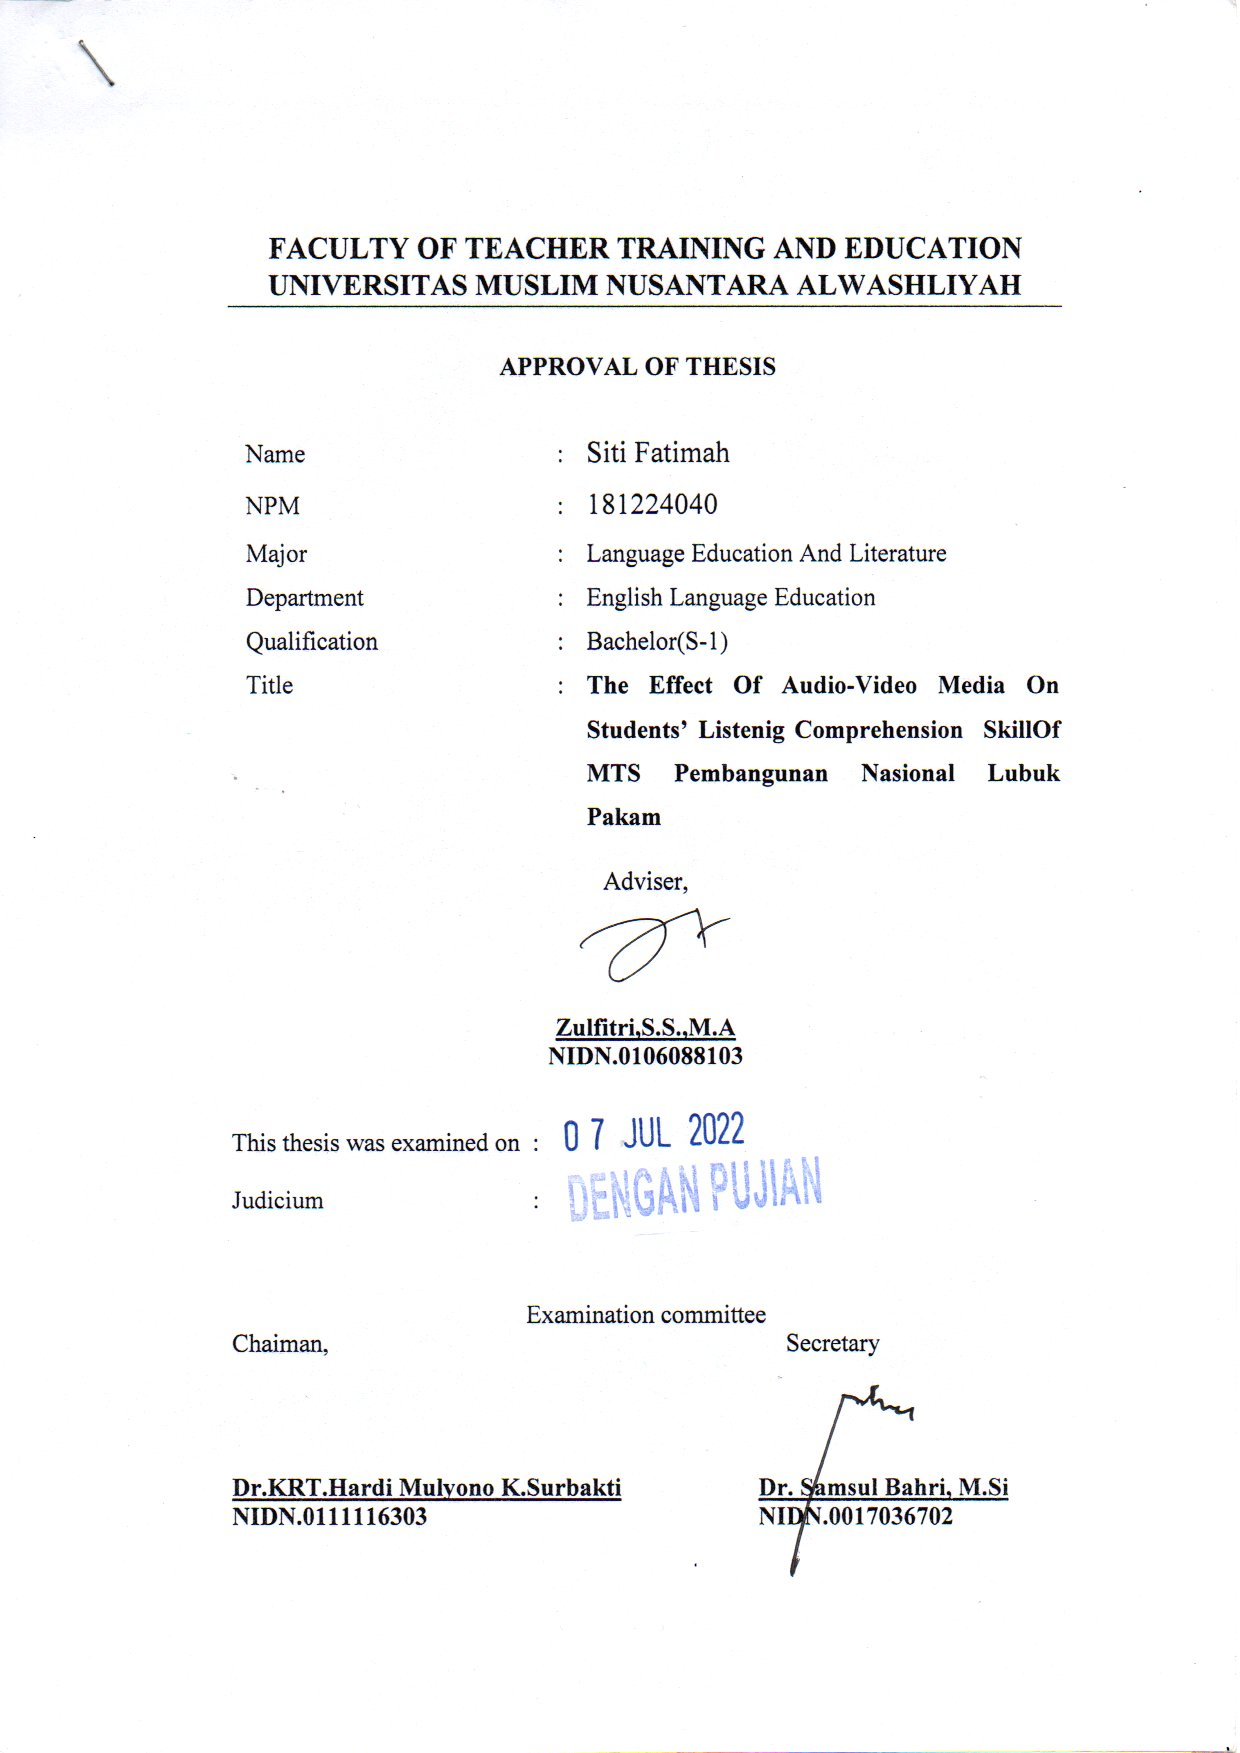 FACULTY OF TEACHER TRAINING AND EDUCATION
UNIVERSITAS MUSLIM NUSANTARA ALWASHLIYAH
APPROVAL OF THESIS
Name : Siti Fatimah
NPM : 181224040
Major : Language Education And Literature
Department : English Language Education
Qualification : Bachelor(S-1)
Title : The Effect Of Audio-Video Media On
Students’ Listenig Comprehension SkillOf
MTS Pembangunan Nasional Lubuk
Pakam
Adviser,
Zulfitri,S.S.,M.A
NIDN.0106088103
This thesis was examined on : 07 JUL 2022
Judicium : DENGAN PUJIAN
Examination committee
Chaiman, Secretary
Dr.KRT.Hardi Mulyono K.Surbakti Dr. Samsul Bahri, M.Si
NIDN.0111116303 NIDN.0017036702